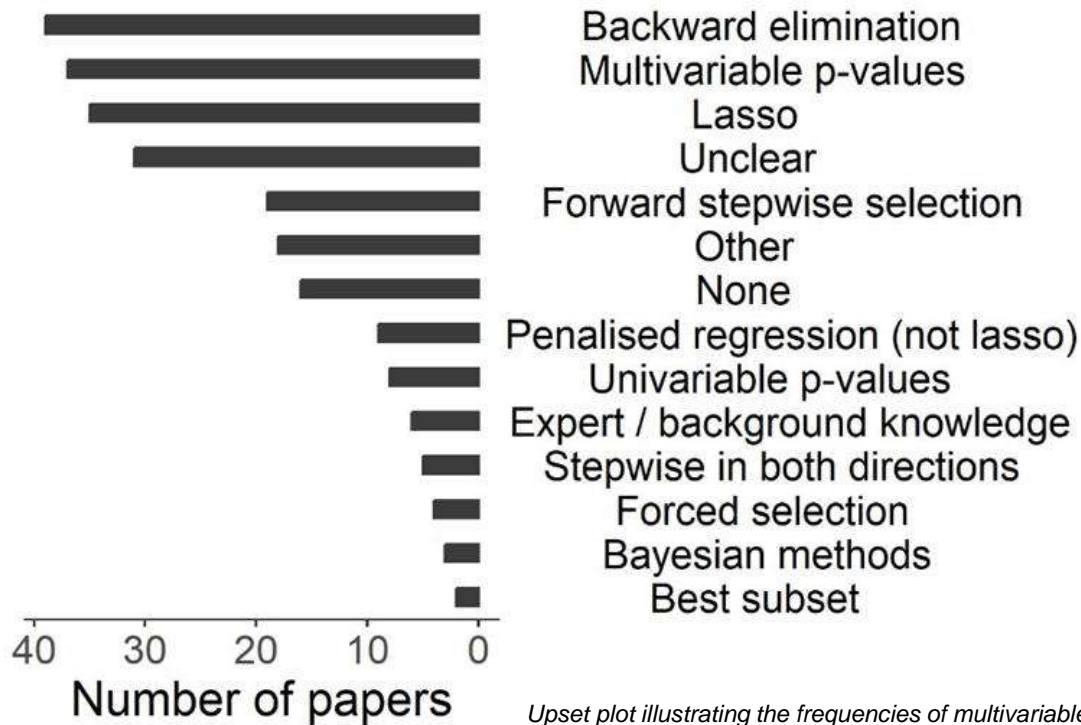 Backward elimination
Multivariable p-values
Lasso
Unclear
Forward stepwise selection
Other
None
Penalised regression (not lasso)
Univariable p-values
Expert / background knowledge
Stepwise in both directions
Forced selection
Bayesian methods
Best subset
40 30 20 10 0
Number of papers
Upset plot illustrating the frequencies of multivariable